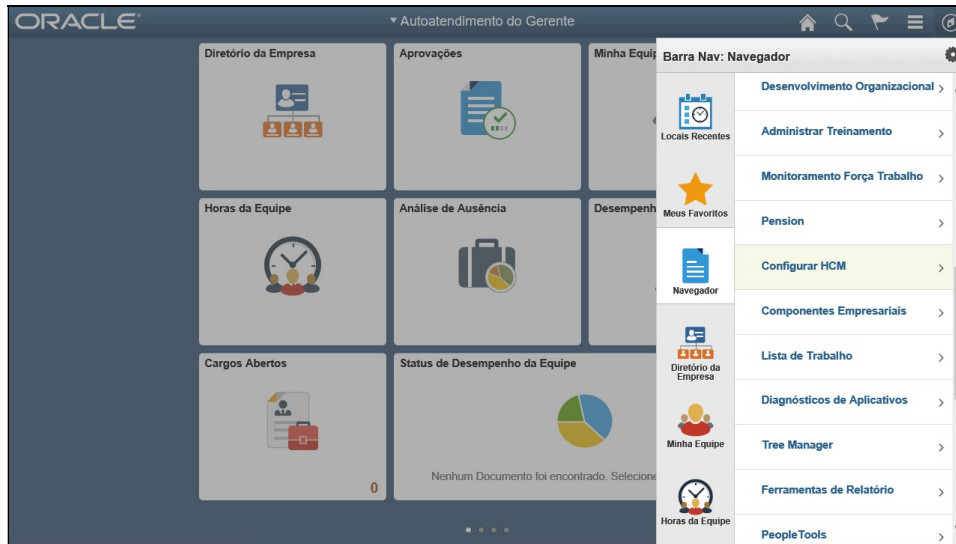 ORACLE
Autoatendimento do Gerente
Diretório da Empresa
Aprovações
Minha Equip
Horas da Equipe
Análise de Ausência
Desempenh
Cargos Abertos
0
Status de Desempenho da Equipe
Nenhum Documento foi encontrado. Selecione
Barra Nav: Navegador
Locais Recentes
Meus Favoritos
Navegador
Diretório da
Empresa
Minha Equipe
Horas da Equipe
Desenvolvimento Organizacional
Administrar Treinamento
Monitoramento Força Trabalho
Pension
Configurar HCM
Componentes Empresariais
Lista de Trabalho
Diagnósticos de Aplicativos
Tree Manager
Ferramentas de Relatório
PeopleTools